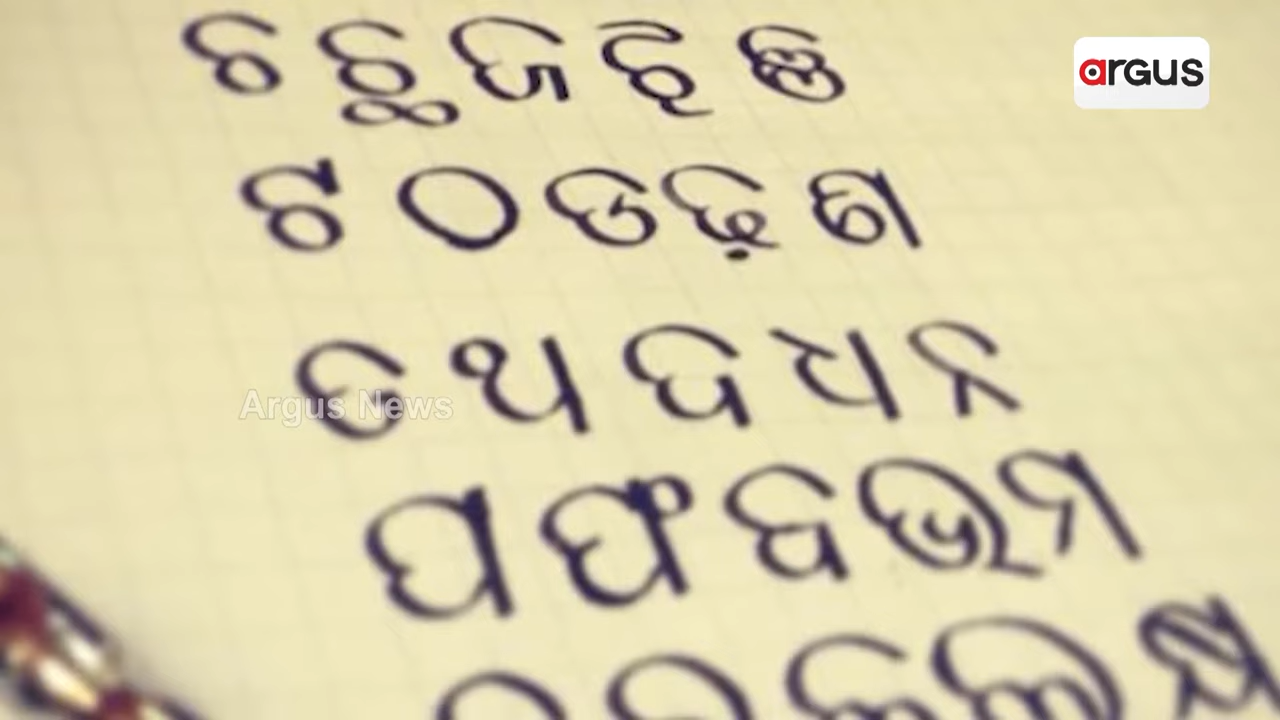 argus
ଚ ଛ ଜ ଝ ଞ
ଟ ଠ ଡ ଢ଼ ଣ
ତ ଥ ଦ ଧ ନ
Argus News
ପ ଫ ବ ଭ ମ